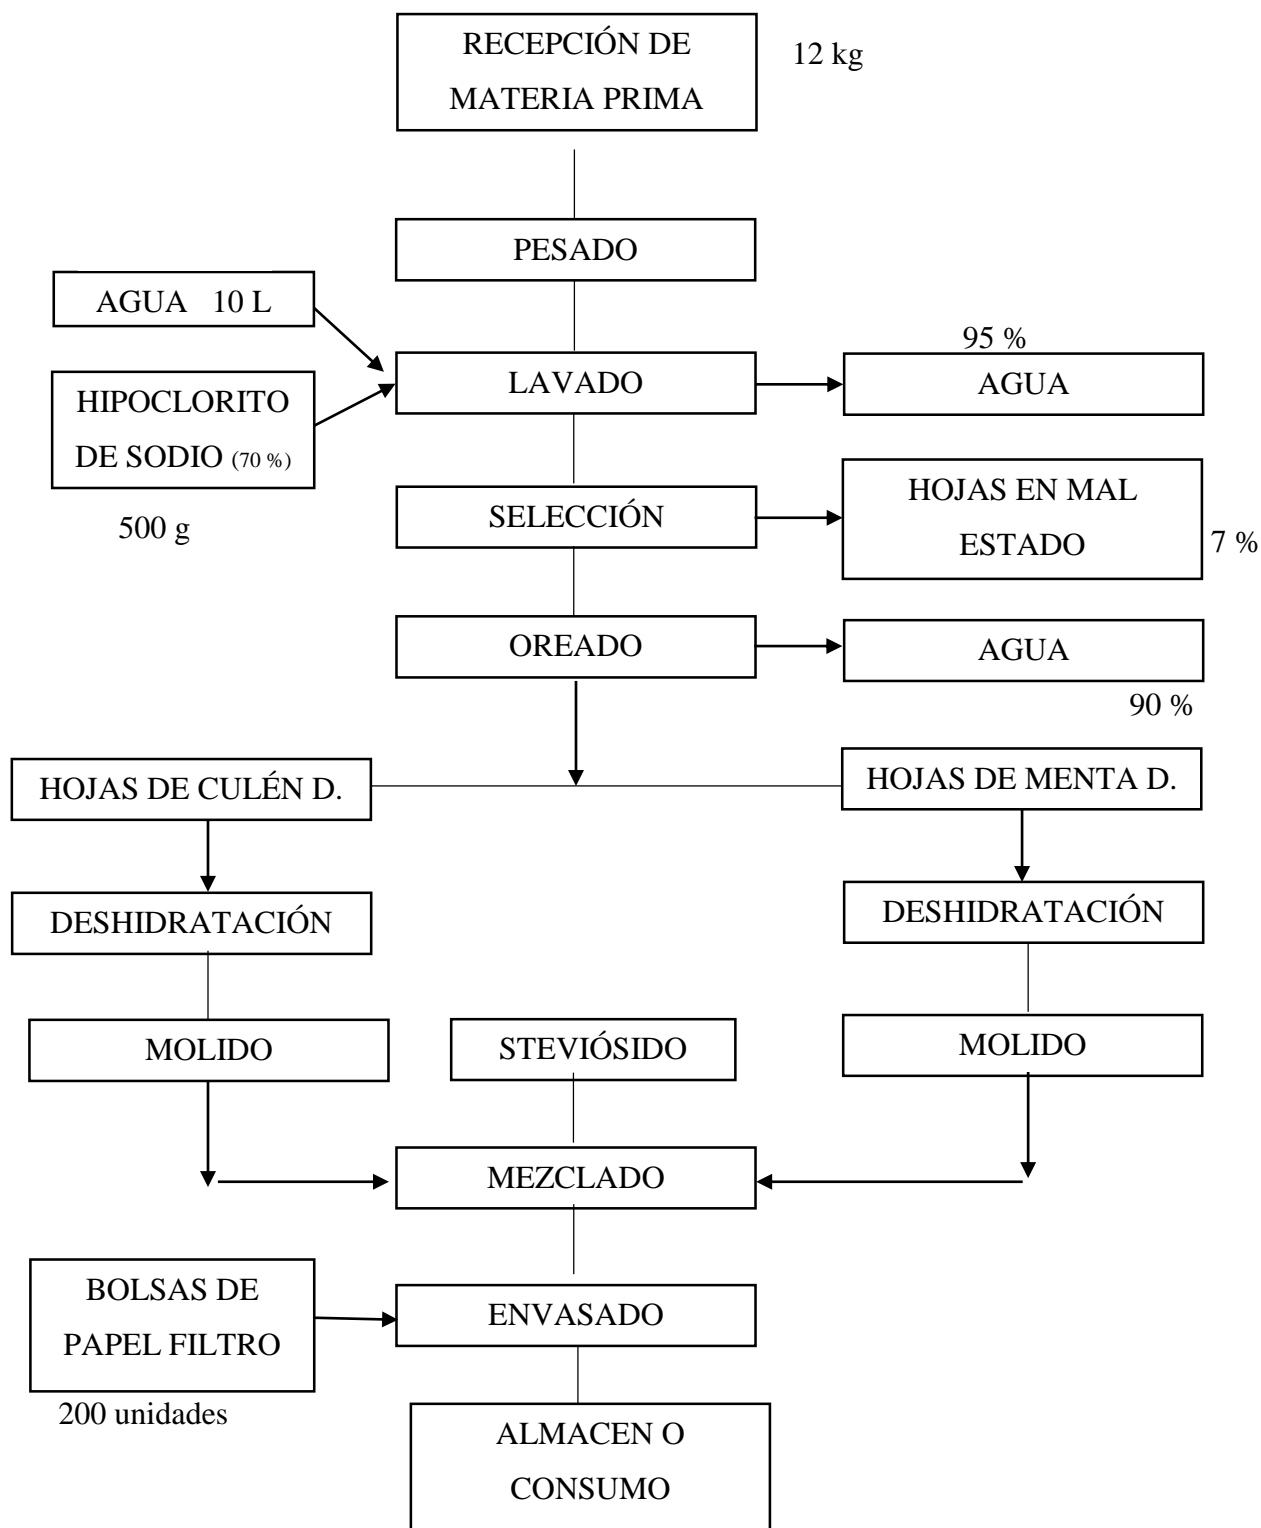 RECEPCIÓN DE
MATERIA PRIMA
12 kg
PESADO
AGUA 10 L
HIPOCLORITO
DE SODIO (70 %)
500 g
LAVADO
95 %
AGUA
SELECCIÓN
HOJAS EN MAL
ESTADO
7 %
OREADO
AGUA
90 %
HOJAS DE CULÉN D.
HOJAS DE MENTA D.
DESHIDRATACIÓN
DESHIDRATACIÓN
MOLIDO
STEVIÓSIDO
MOLIDO
MEZCLADO
BOLSAS DE
PAPEL FILTRO
200 unidades
ENVASADO
ALMACEN O
CONSUMO